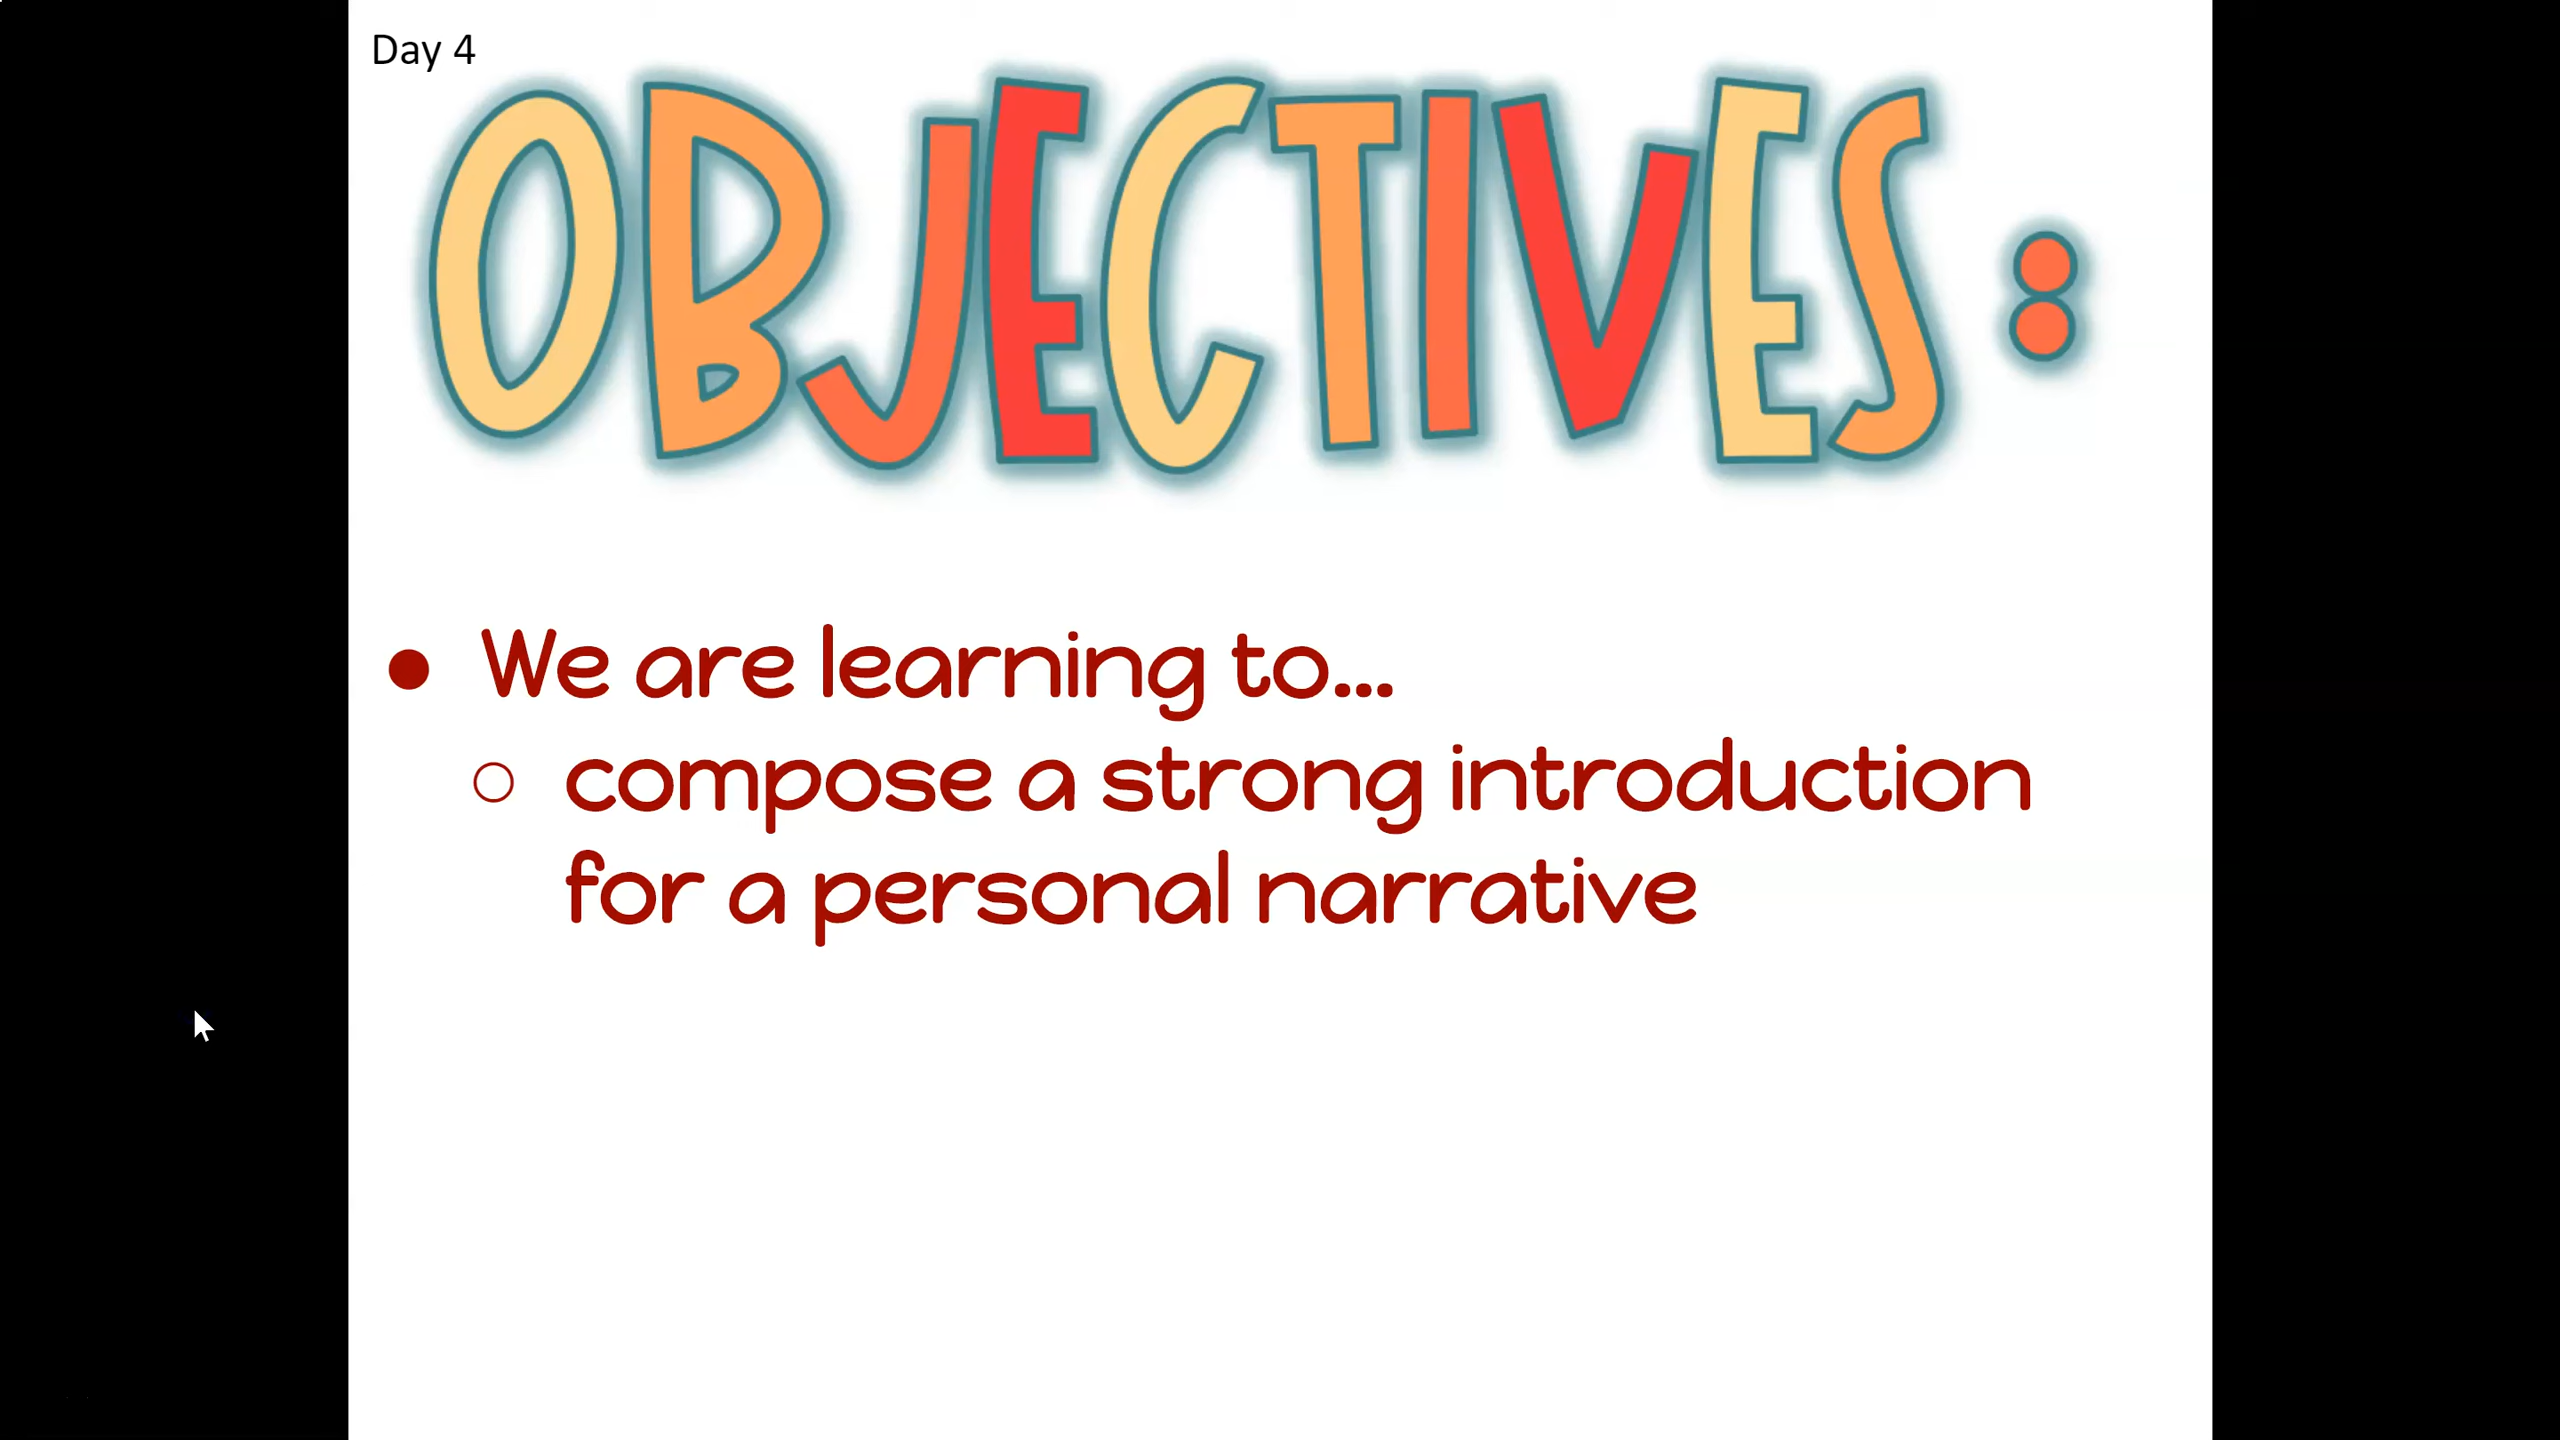 Day 4
OBJECTIVES:
● We are learning to...
○ compose a strong introduction
for a personal narrative